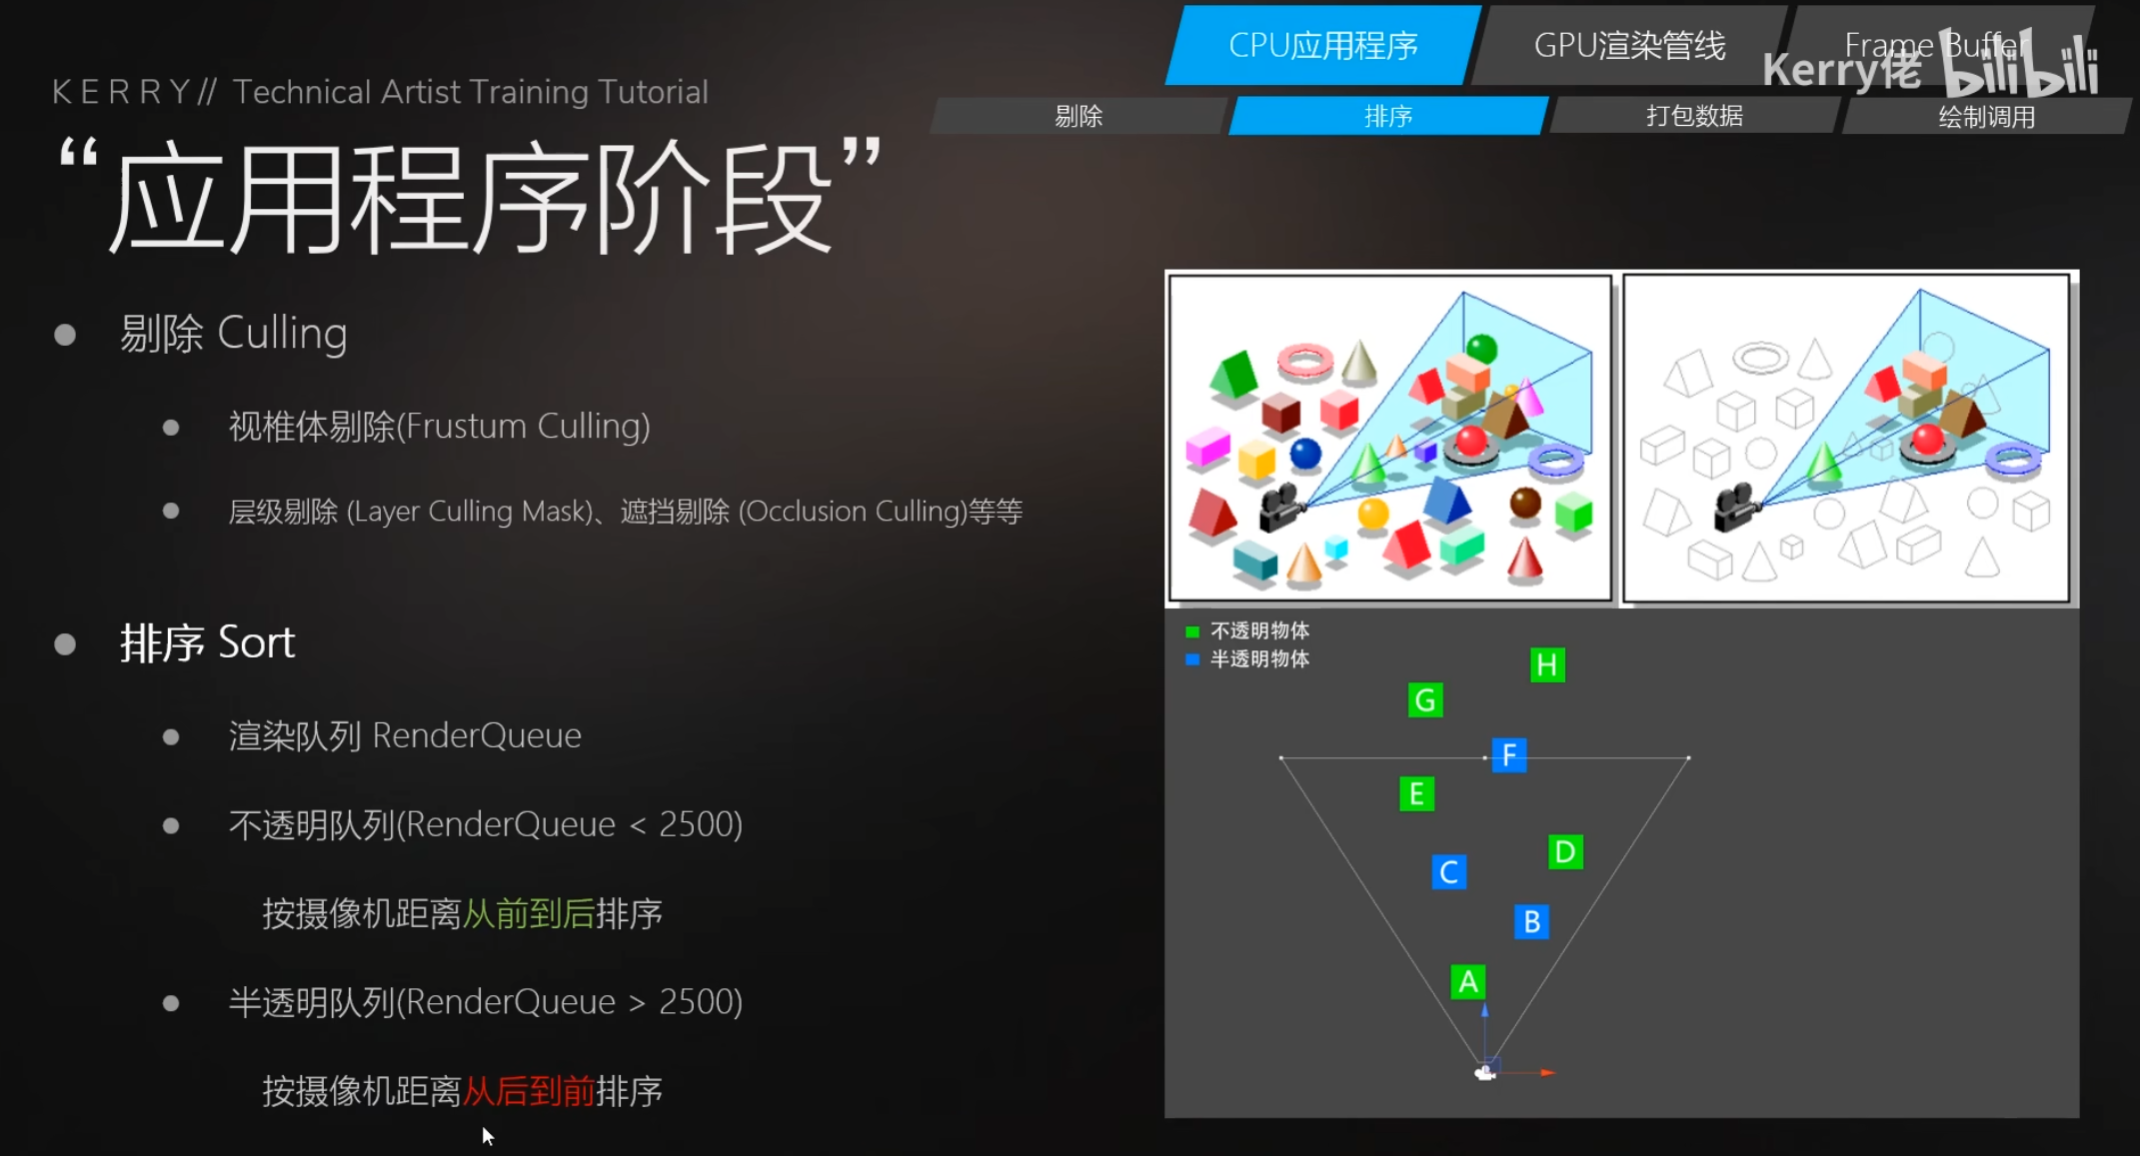 CPU应用程序
GPU渲染管线
Frame Buffer
Kerry佬 bilibili
KERRY// Technical Artist Training Tutorial
剔除
排序
打包数据
绘制调用
“应用程序阶段”
剔除 Culling
视椎体剔除(Frustum Culling)
层级剔除 (Layer Culling Mask)、遮挡剔除 (Occlusion Culling)等等
排序 Sort
渲染队列 RenderQueue
不透明队列(RenderQueue < 2500)
按摄像机距离从前到后排序
半透明队列(RenderQueue > 2500)
按摄像机距离从后到前排序
不透明物体
半透明物体
H
G
F
E
D
C
B
A